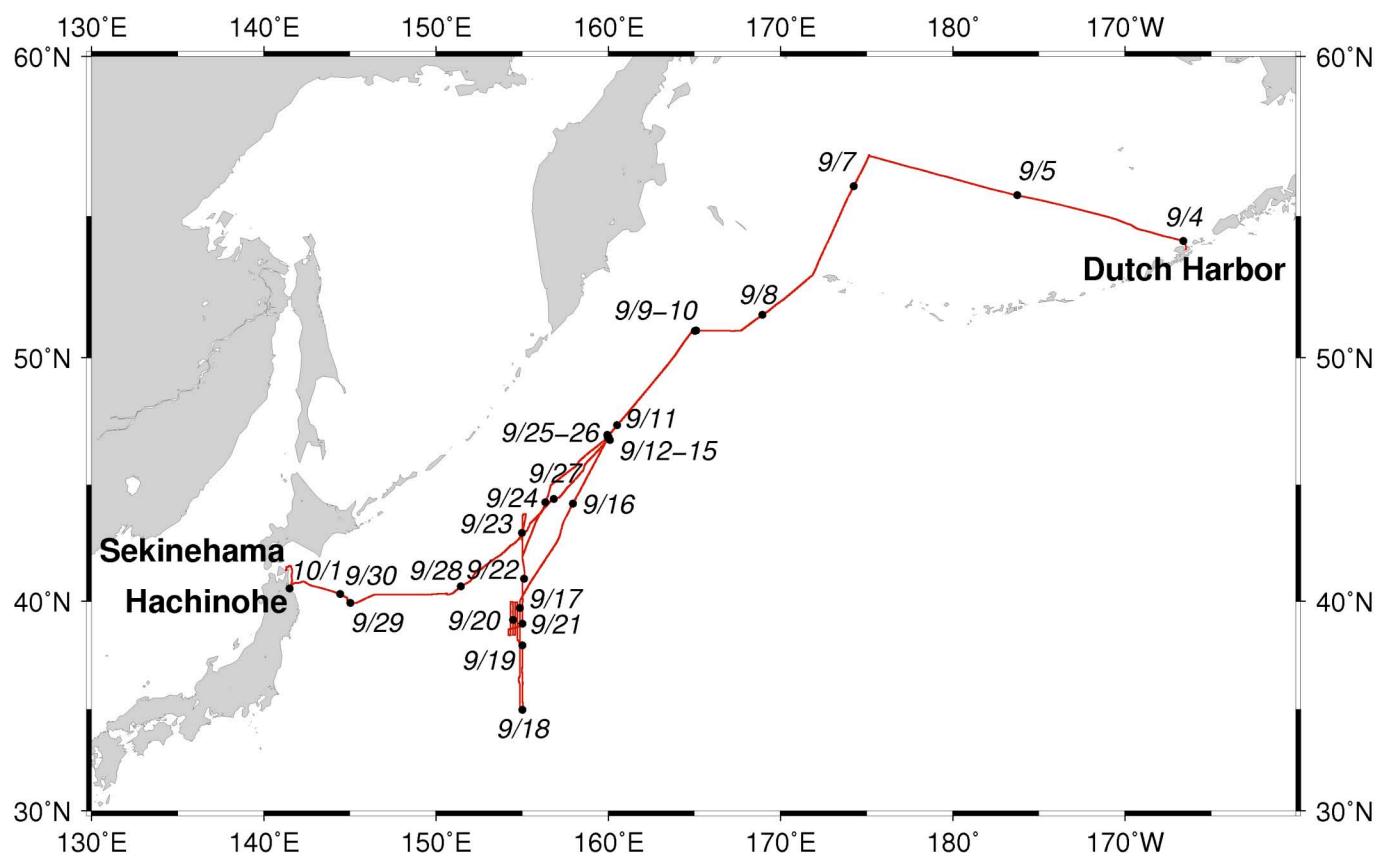 130˚E 140˚E 150˚E 160˚E 170˚E 180˚ 170˚W
60˚N 60˚N
9/7
9/5
9/4
Dutch Harbor
9/8
9/9–10
50˚N 50˚N
9/11
9/25–26
9/12–15
9/27
9/24
9/16
9/23
Sekinehama
10/1 9/30 9/28 9/22
Hachinohe
40˚N 40˚N
9/17
9/29 9/20 9/21
9/19
9/18
30˚N 30˚N
130˚E 140˚E 150˚E 160˚E 170˚E 180˚ 170˚W